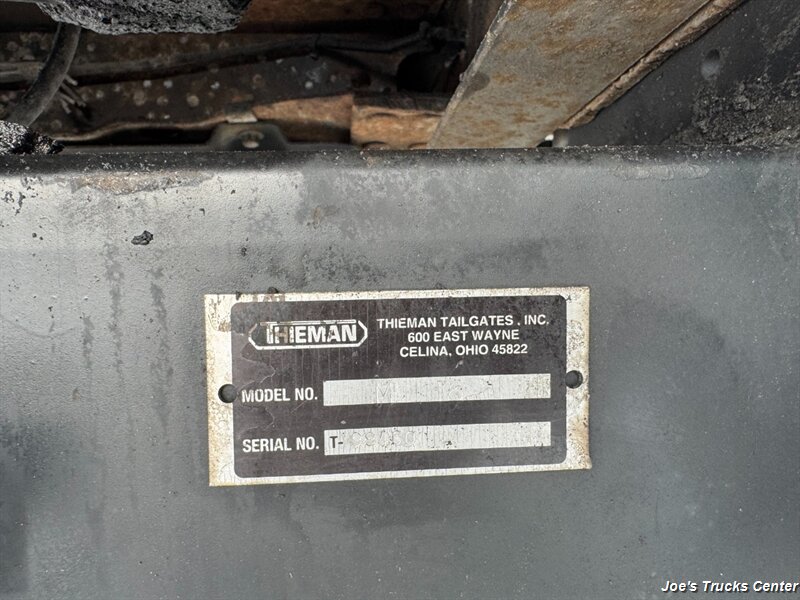 THIEMAN
THIEMAN TAILGATES, INC.
600 EAST WAYNE
CELINA, OHIO 45822
MODEL NO.
SERIAL NO. T-
Joe's Trucks Center